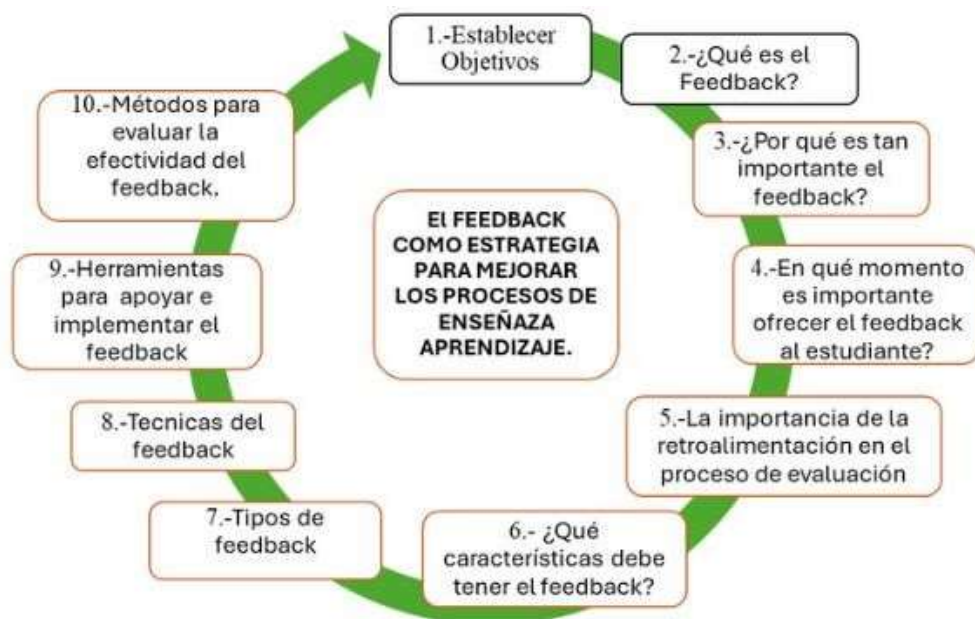 1.-Establecer
Objetivos
2.-¿Qué es el
Feedback?
3.-¿Por qué es tan
importante el
feedback?
4.-En qué momento
es importante
ofrecer el feedback
al estudiante?
5.-La importancia de la
retroalimentación en el
proceso de evaluación
6.- ¿Qué
características debe
tener el feedback?
7.-Tipos de
feedback
8.-Tecnicas del
feedback
9.-Herramientas
para apoyar e
implementar el
feedback
10.-Métodos para
evaluar la
efectividad del
feedback.
El FEEDBACK
COMO ESTRATEGIA
PARA MEJORAR
LOS PROCESOS DE
ENSEÑAZA
APRENDIZAJE.